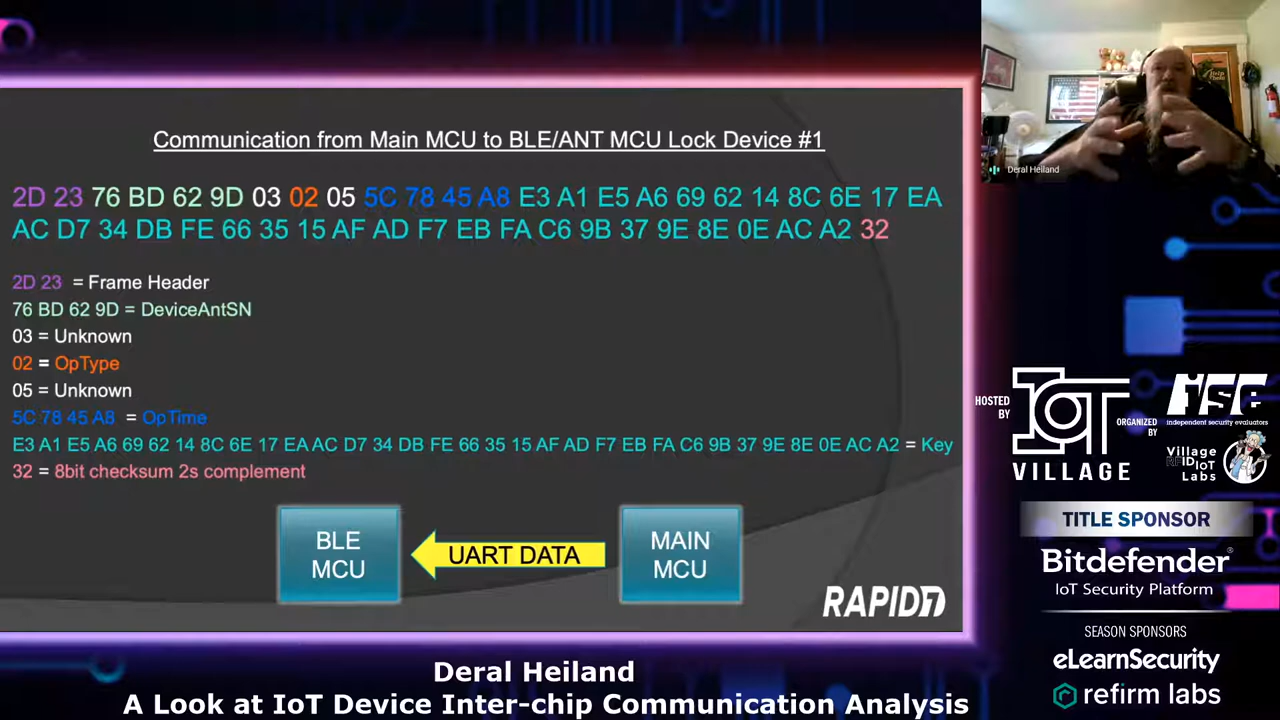 Communication from Main MCU to BLE/ANT MCU Lock Device #1
2D 23 76 BD 62 9D 03 02 05 5C 78 45 A8 E3 A1 E5 A6 69 62 14 8C 6E 17 EA
AC D7 34 DB FE 66 35 15 AF AD F7 EB FA C6 9B 37 9E 8E 0E AC A2 32
2D 23 = Frame Header
76 BD 62 9D = DeviceAntSN
03 = Unknown
02 = OpType
05 = Unknown
5C 78 45 A8 = OpTime
E3 A1 E5 A6 69 62 14 8C 6E 17 EA AC D7 34 DB FE 66 35 15 AF AD F7 EB FA C6 9B 37 9E 8E 0E AC A2 = Key
32 = 8bit checksum 2s complement
BLE
MCU
UART DATA
MAIN
MCU
RAPID7
Deral Heiland
HOSTED
BY
IOT
VILLAGE
ORGANIZED
BY
ise
independent security evaluators
Village
RFID IoT
Labs
TITLE SPONSOR
Bitdefender®
IoT Security Platform
SEASON SPONSORS
eLearnSecurity
refirm labs
Deral Heiland
A Look at IoT Device Inter-chip Communication Analysis